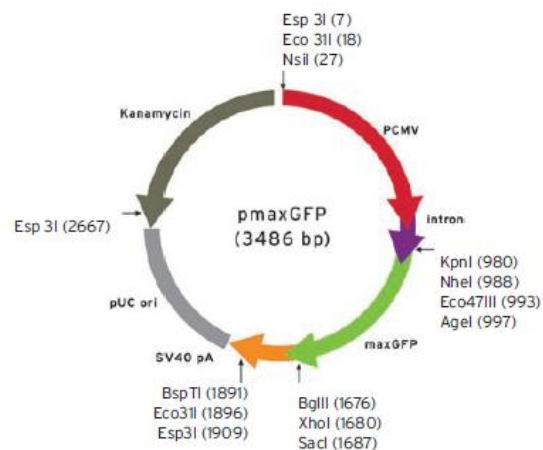 Esp 3I (7)
Eco 31I (18)
NsiI (27)
Kanamycin
PCMV
pmaxGFP
(3486 bp)
Esp 3I (2667)
intron
KpnI (980)
NheI (988)
Eco47III (993)
AgeI (997)
pUC ori
maxGFP
SV40 pA
BspTI (1891)
Eco31I (1896)
Esp3I (1909)
BglII (1676)
XhoI (1680)
SacI (1687)